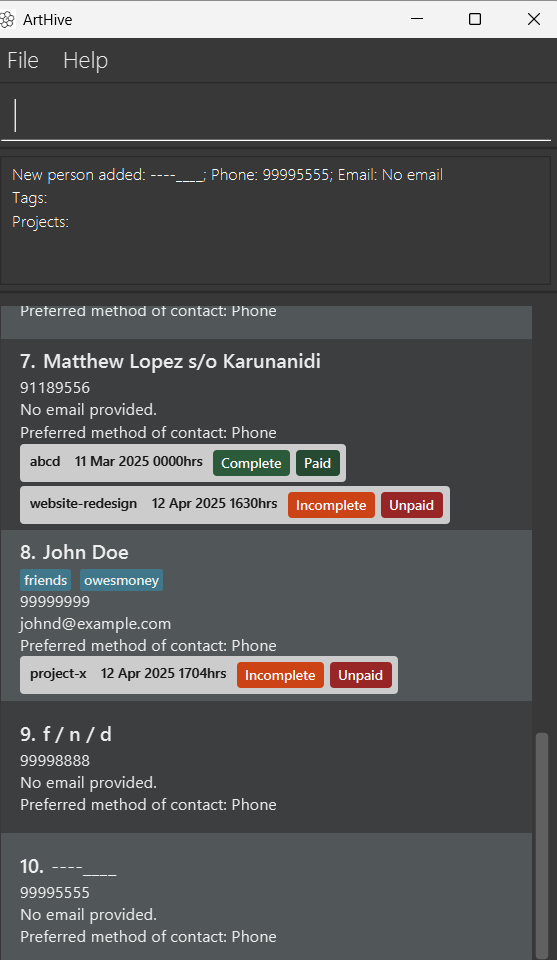 ArtHive
File Help
New person added: ----____; Phone: 99995555; Email: No email
Tags:
Projects:
Preferred method of contact: Phone
7. Matthew Lopez s/o Karunanidi
91189556
No email provided.
Preferred method of contact: Phone
abcd 11 Mar 2025 0000hrs Complete Paid
website-redesign 12 Apr 2025 1630hrs Incomplete Unpaid
8. John Doe
friends owesmoney
99999999
johnd@example.com
Preferred method of contact: Phone
project-x 12 Apr 2025 1704hrs Incomplete Unpaid
9. f / n / d
99998888
No email provided.
Preferred method of contact: Phone
10. ----____
99995555
No email provided.
Preferred method of contact: Phone